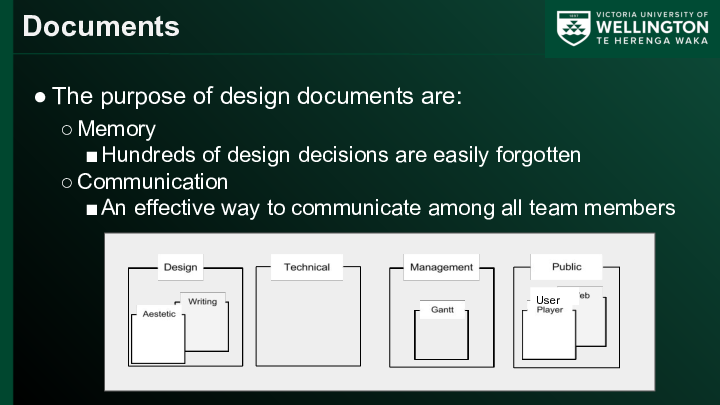 Documents
VICTORIA UNIVERSITY OF
WELLINGTON
TE HERENGA WAKA
● The purpose of design documents are:
○ Memory
■ Hundreds of design decisions are easily forgotten
○ Communication
■ An effective way to communicate among all team members
Design
Technical
Management
Public
Writing
Aestetic
Gantt
User
Player